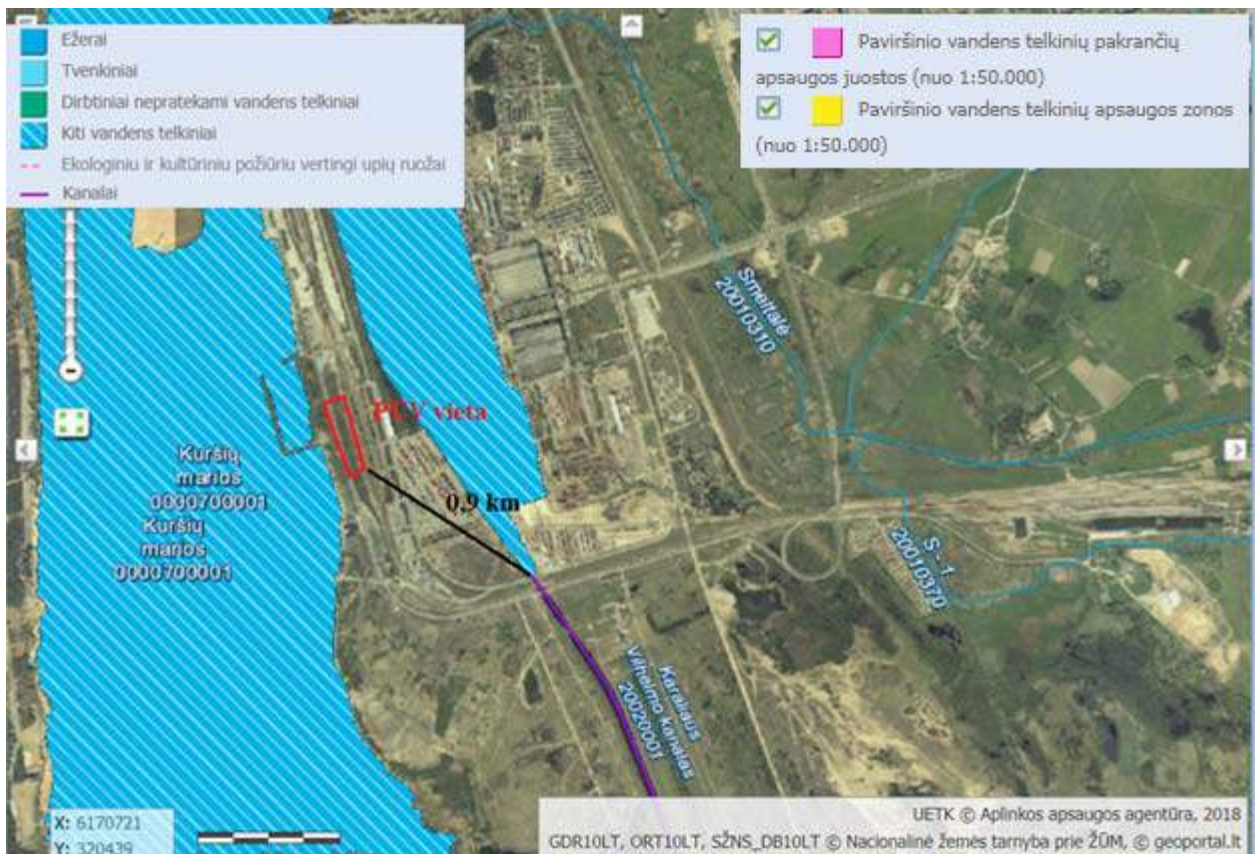 Ežerai
Tvenkiniai
Dirbtiniai nepratekami vandens telkiniai
Kiti vandens telkiniai
Ekologiniu ir kultūriniu požiūriu vertingi upių ruožai
Kanalai
Paviršinio vandens telkinių pakrančių
apsaugos juostos (nuo 1:50.000)
Paviršinio vandens telkinių apsaugos zonos
(nuo 1:50.000)
Smeltalė
20010310
PŪV vieta
Kuršių
marios
0000700001
Kuršių
marios
0000700001
0,9 km
S - 1
20010370
Karaliaus
Vilhelmo kanalas
20020001
X: 6170721
Y: 320439
UETK © Aplinkos apsaugos agentūra, 2018
GDR10LT, ORT10LT, SŽNS_DB10LT © Nacionalinė žemės tarnyba prie ŽŪM, © geoportal.lt